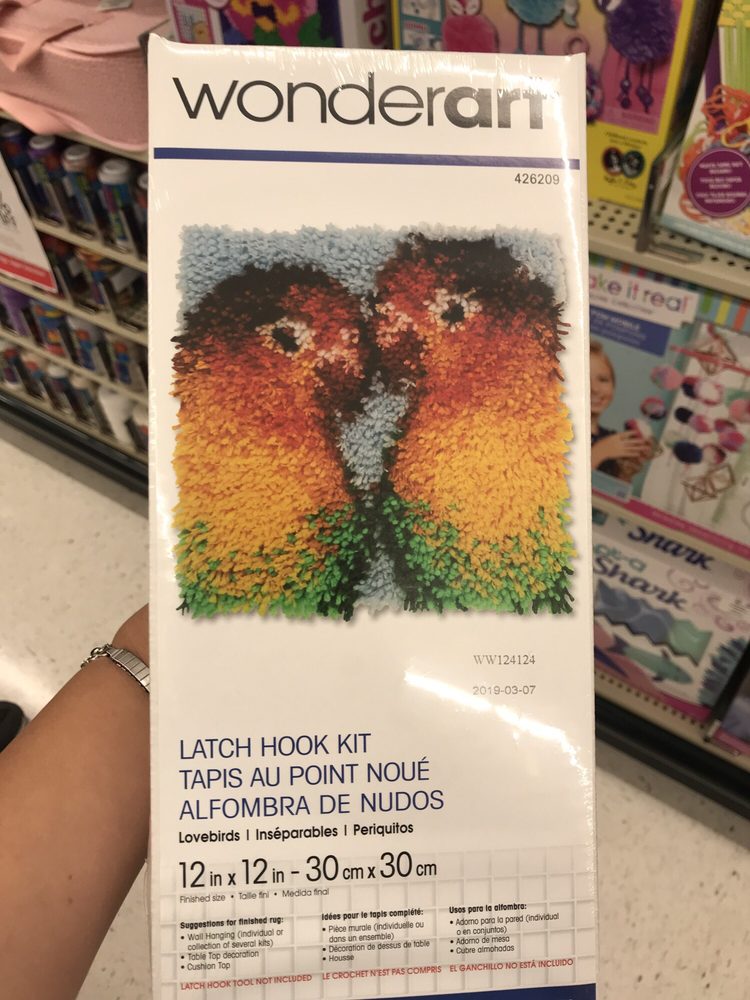 wonderart
426209
WW124124
2019-03-07
LATCH HOOK KIT
TAPIS AU POINT NOUÉ
ALFOMBRA DE NUDOS
Lovebirds | Inséparables | Periquitos
12 in x 12 in - 30 cm x 30 cm
Finished size • Taille fini • Medida final
Suggestions for finished rug:
• Wall Hanging (individual or
collection of several kits)
• Table Top decoration
• Cushion Top
Idées pour le tapis complété:
• Pièce murale (individuelle ou
dans un ensemble)
• Décoration de dessus de table
• Housse
Usos para la alfombra:
• Adorno para la pared (individual
o en conjuntos)
• Adorno de mesa
• Cubre almohadas
LATCH HOOK TOOL NOT INCLUDED LE CROCHET N'EST PAS COMPRIS EL GANCHILLO NO ESTÁ INCLUIDO
ake it real
Shark